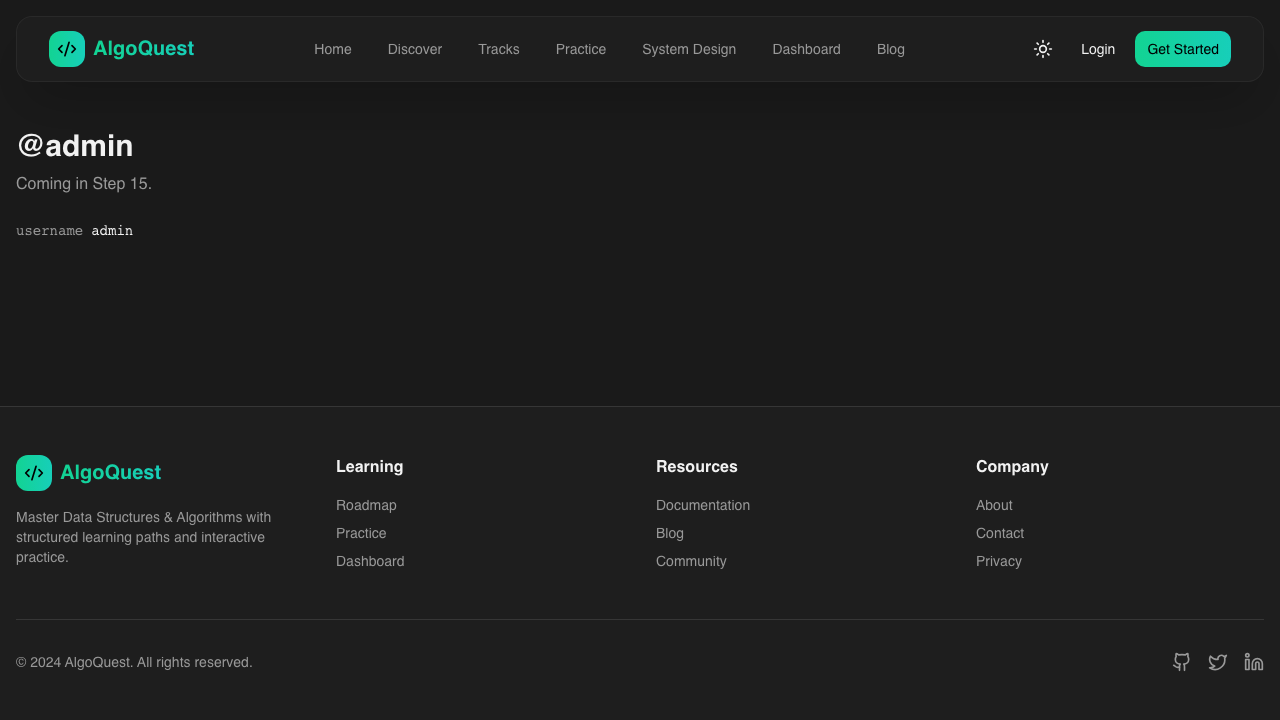 AlgoQuest
Home Discover Tracks Practice System Design Dashboard Blog
Login
Get Started
@admin
Coming in Step 15.
username admin
AlgoQuest
Master Data Structures & Algorithms with
structured learning paths and interactive
practice.
Learning
Roadmap
Practice
Dashboard
Resources
Documentation
Blog
Community
Company
About
Contact
Privacy
© 2024 AlgoQuest. All rights reserved.